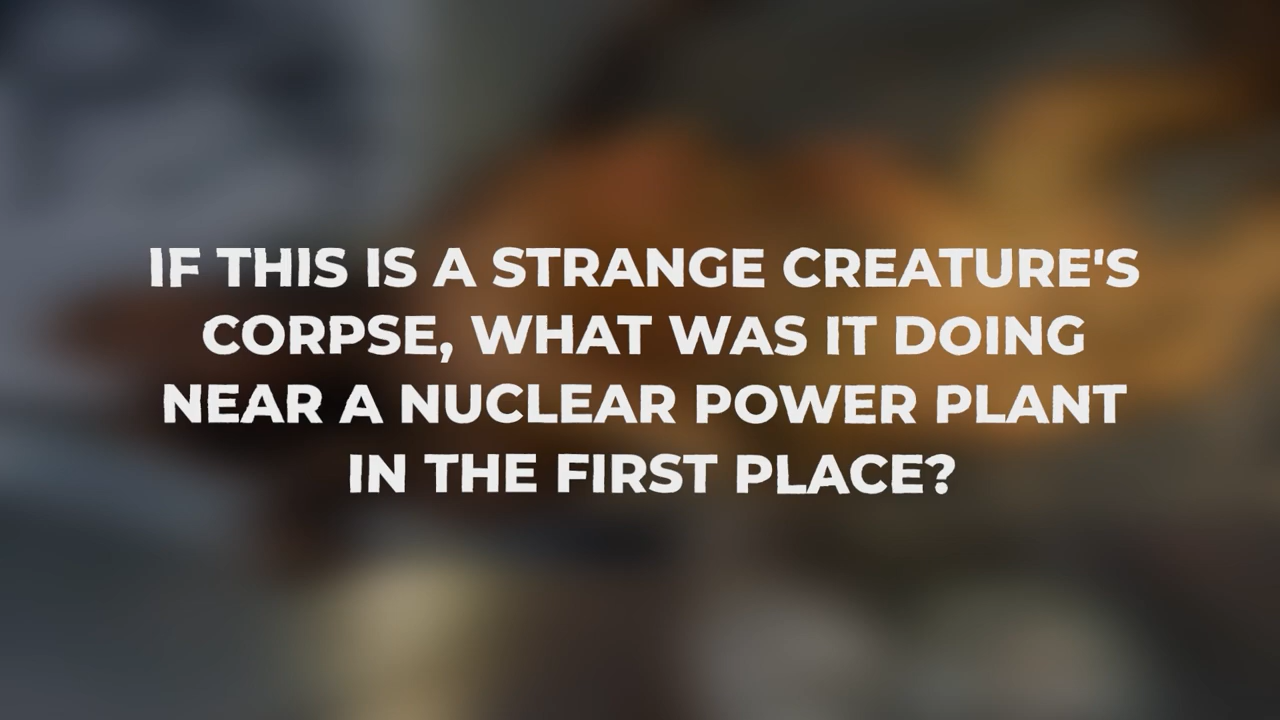 IF THIS IS A STRANGE CREATURE'S
CORPSE, WHAT WAS IT DOING
NEAR A NUCLEAR POWER PLANT
IN THE FIRST PLACE?